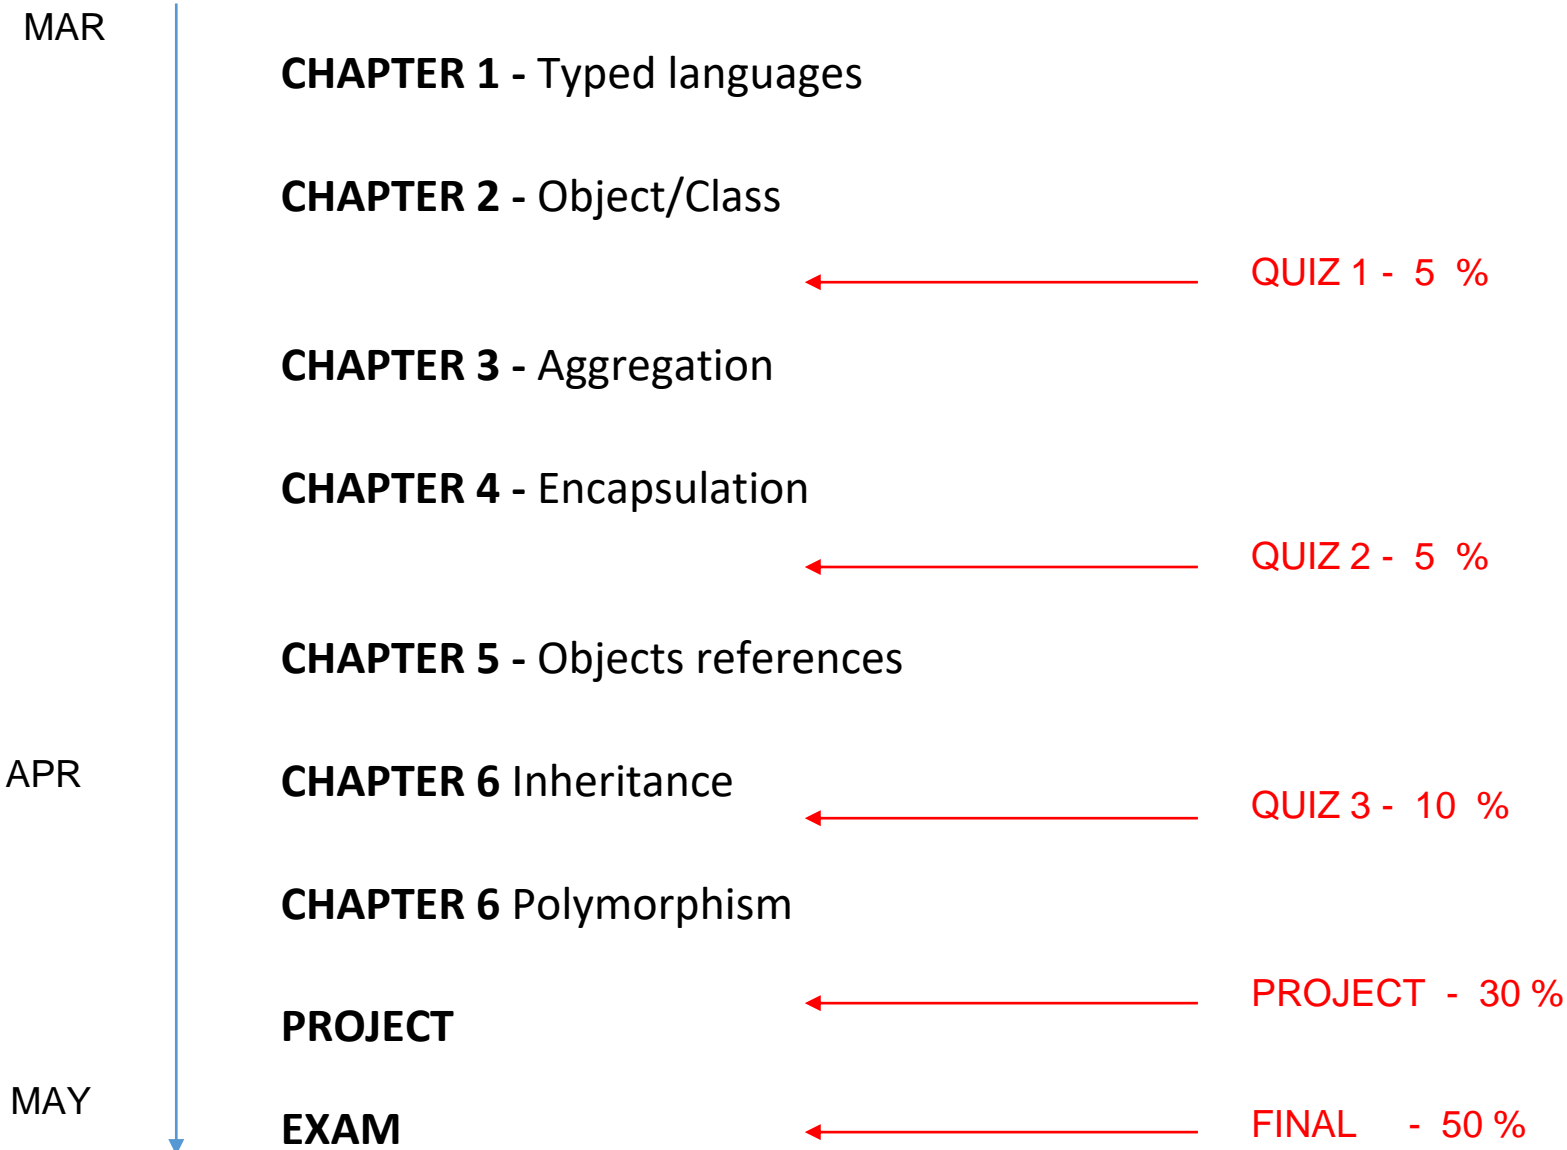 MAR
CHAPTER 1 - Typed languages
CHAPTER 2 - Object/Class
QUIZ 1 - 5 %
CHAPTER 3 - Aggregation
CHAPTER 4 - Encapsulation
QUIZ 2 - 5 %
CHAPTER 5 - Objects references
APR
CHAPTER 6 Inheritance
QUIZ 3 - 10 %
CHAPTER 6 Polymorphism
PROJECT - 30 %
PROJECT
MAY
EXAM
FINAL - 50 %